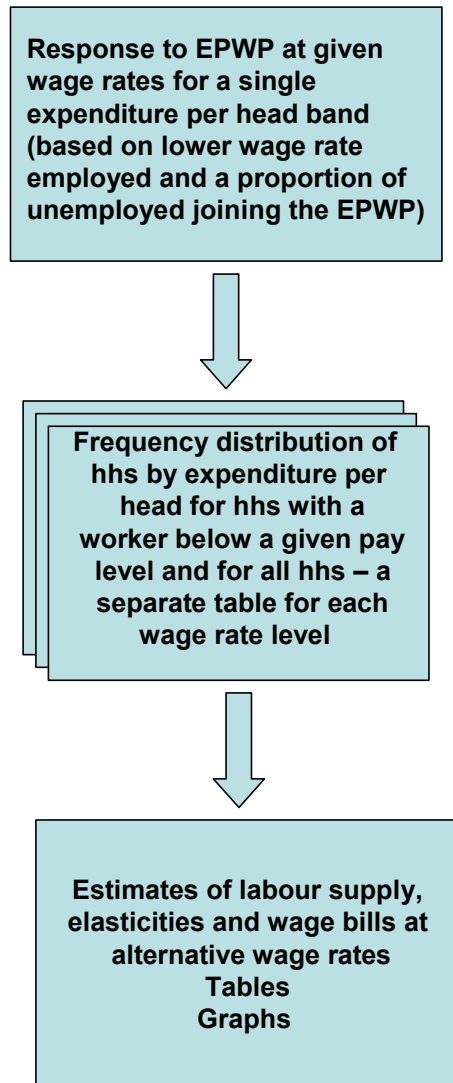 Response to EPWP at given
wage rates for a single
expenditure per head band
(based on lower wage rate
employed and a proportion of
unemployed joining the EPWP)
Frequency distribution of
hhs by expenditure per
head for hhs with a
worker below a given pay
level and for all hhs – a
separate table for each
wage rate level
Estimates of labour supply,
elasticities and wage bills at
alternative wage rates
Tables
Graphs